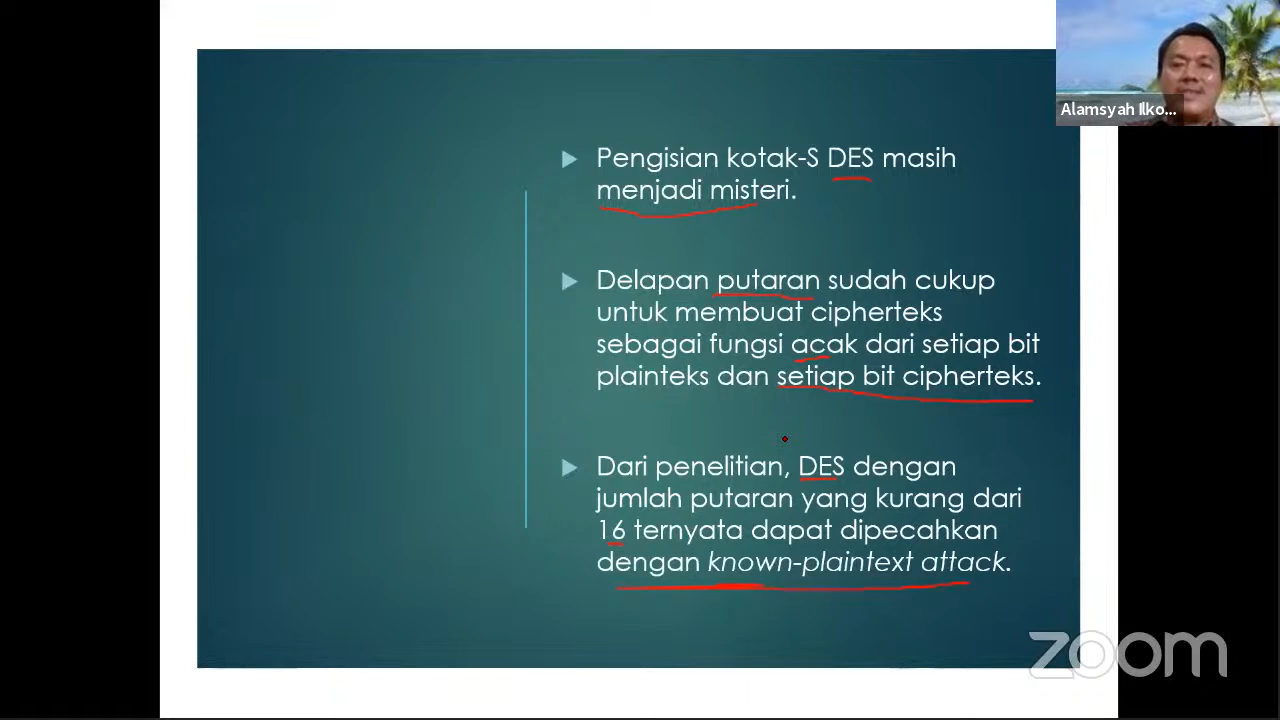 Alamsyah Ilko...
Pengisian kotak-S DES masih
menjadi misteri.
Delapan putaran sudah cukup
untuk membuat cipherteks
sebagai fungsi acak dari setiap bit
plainteks dan setiap bit cipherteks.
Dari penelitian, DES dengan
jumlah putaran yang kurang dari
16 ternyata dapat dipecahkan
dengan known-plaintext attack.
zoom